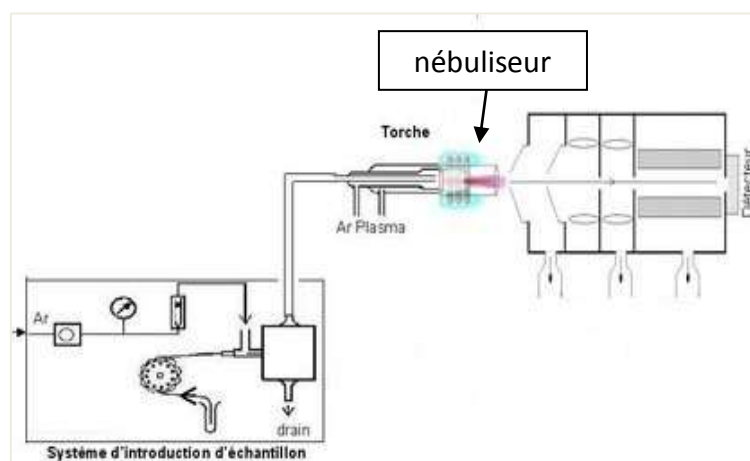 nébuliseur
Torche
Détecteur
Ar Plasma
Ar
drain
Système d'introduction d'échantillon